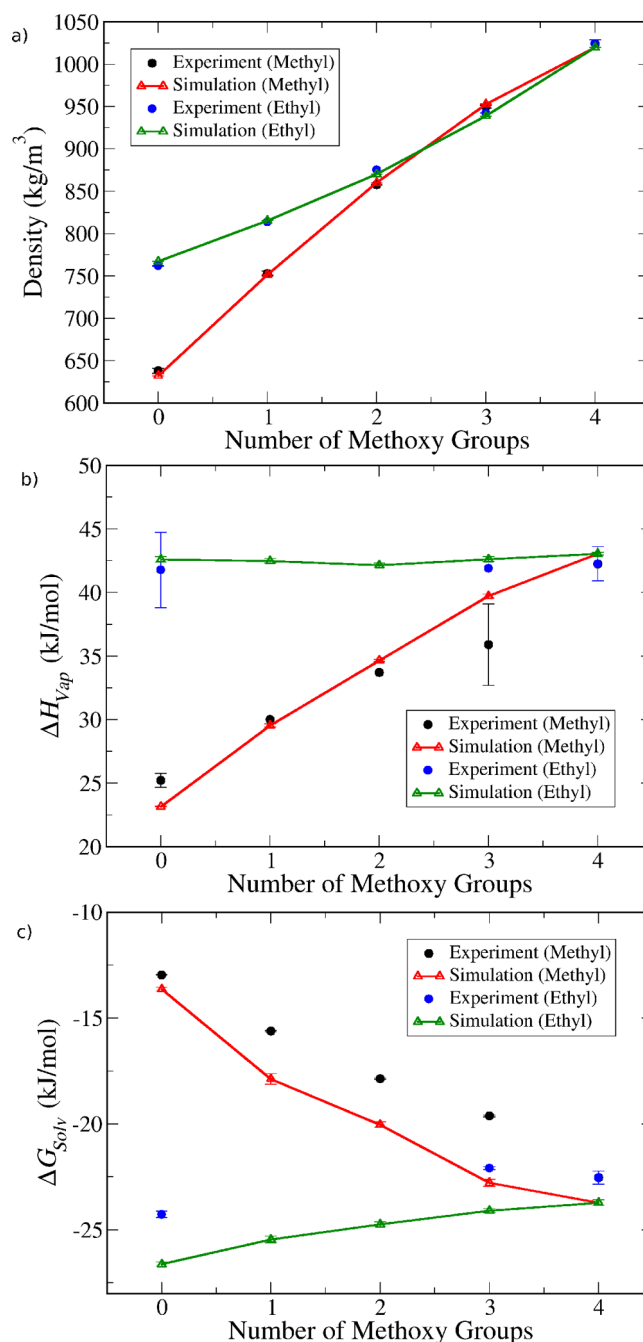 a)
1050
1000
950
900
850
800
750
700
650
600
Density (kg/m³)
Experiment (Methyl)
Simulation (Methyl)
Experiment (Ethyl)
Simulation (Ethyl)
0 1 2 3 4
Number of Methoxy Groups
b)
50
45
40
35
30
25
20
ΔH_Vap (kJ/mol)
Experiment (Methyl)
Simulation (Methyl)
Experiment (Ethyl)
Simulation (Ethyl)
0 1 2 3 4
Number of Methoxy Groups
c)
-10
-15
-20
-25
ΔG_Solv (kJ/mol)
Experiment (Methyl)
Simulation (Methyl)
Experiment (Ethyl)
Simulation (Ethyl)
0 1 2 3 4
Number of Methoxy Groups